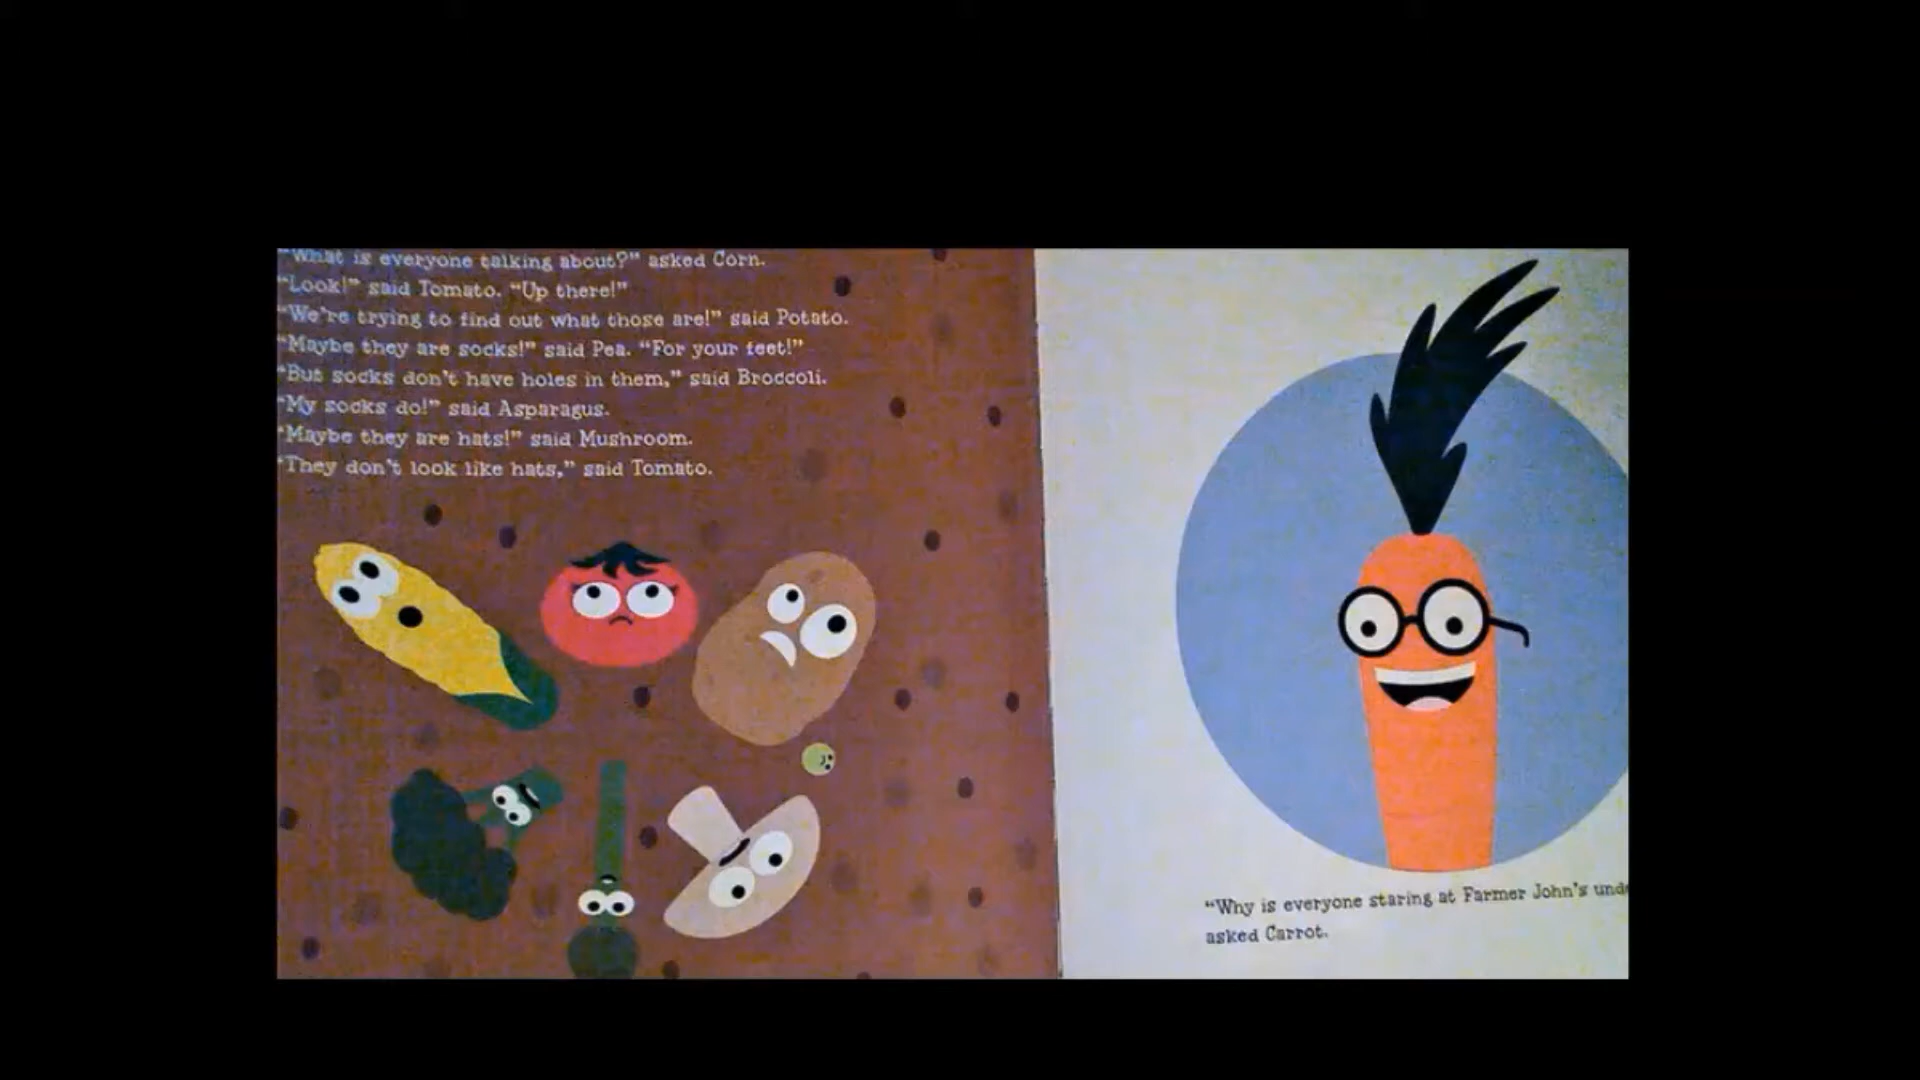 "What is everyone talking about?" asked Corn.
"Look!" said Tomato. "Up there!"
"We're trying to find out what those are!" said Potato.
"Maybe they are socks!" said Pea. "For your feet!"
"But socks don't have holes in them," said Broccoli.
"My socks do!" said Asparagus.
"Maybe they are hats!" said Mushroom.
"They don't look like hats," said Tomato.
"Why is everyone staring at Farmer John's
asked Carrot.